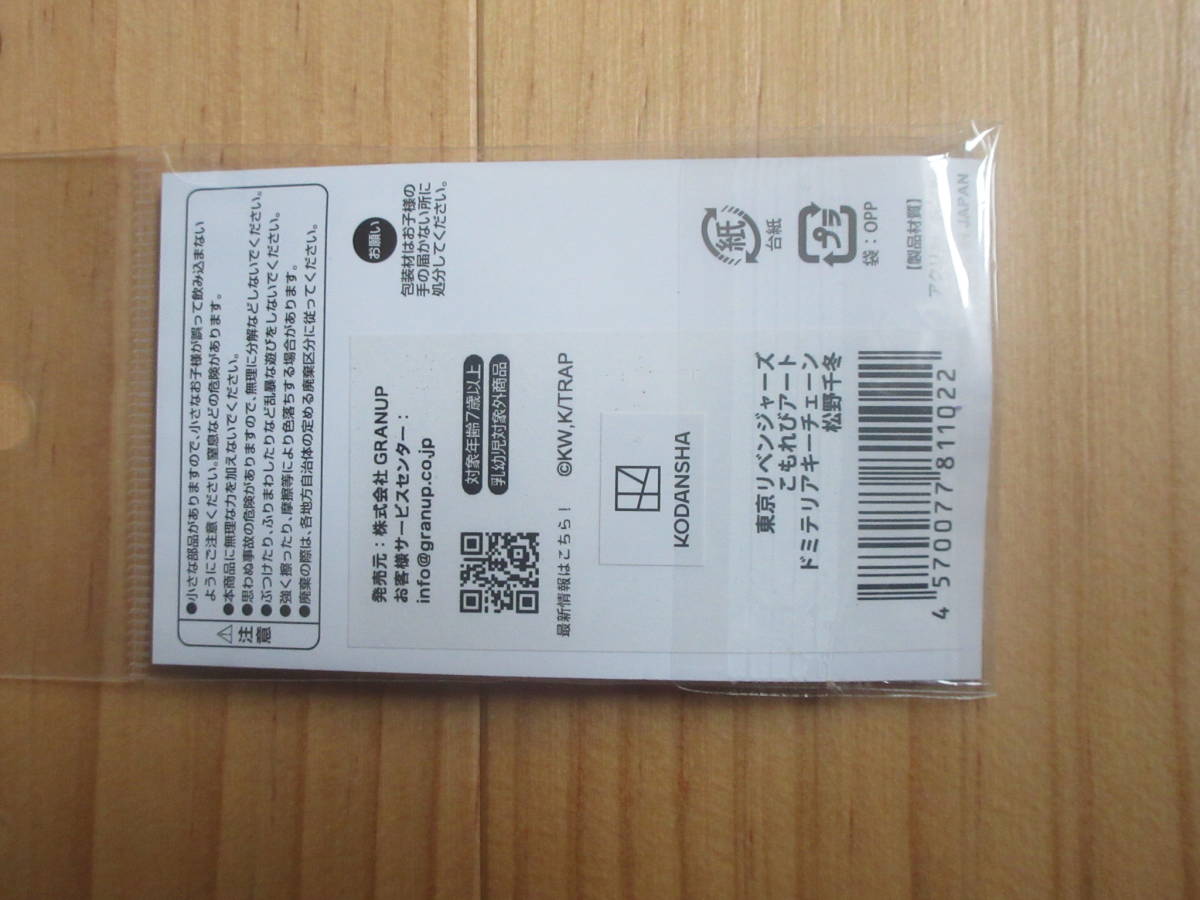 ⚠注意
●小さな部品がありますので、小さなお子様が誤って飲み込まない
ようにご注意ください。窒息などの危険があります。
●本商品に無理な力を加えないでください。
●思わぬ事故の危険がありますので、無理に分解などしないでください。
●ぶつけたり、ふりまわしたりなど乱暴な遊びをしないでください。
●強く擦ったり、摩擦等により色落ちする場合があります。
●廃棄の際は、各地方自治体の定める廃棄区分に従ってください。
お願い
包装材はお子様の
手の届かない所に
処分してください。
発売元：株式会社 GRANUP
お客様サービスセンター：
info@granup.co.jp
対象年齢7歳以上
乳幼児対象外商品
最新情報はこちら！
©KW,K/TRAP
KODANSHA
紙
台紙
プラ
袋：OPP
【製品材質】
アクリ
JAPAN
東京リベンジャーズ
こもれびアート
ドミテリアキーチェーン
松野千冬
4570077811022